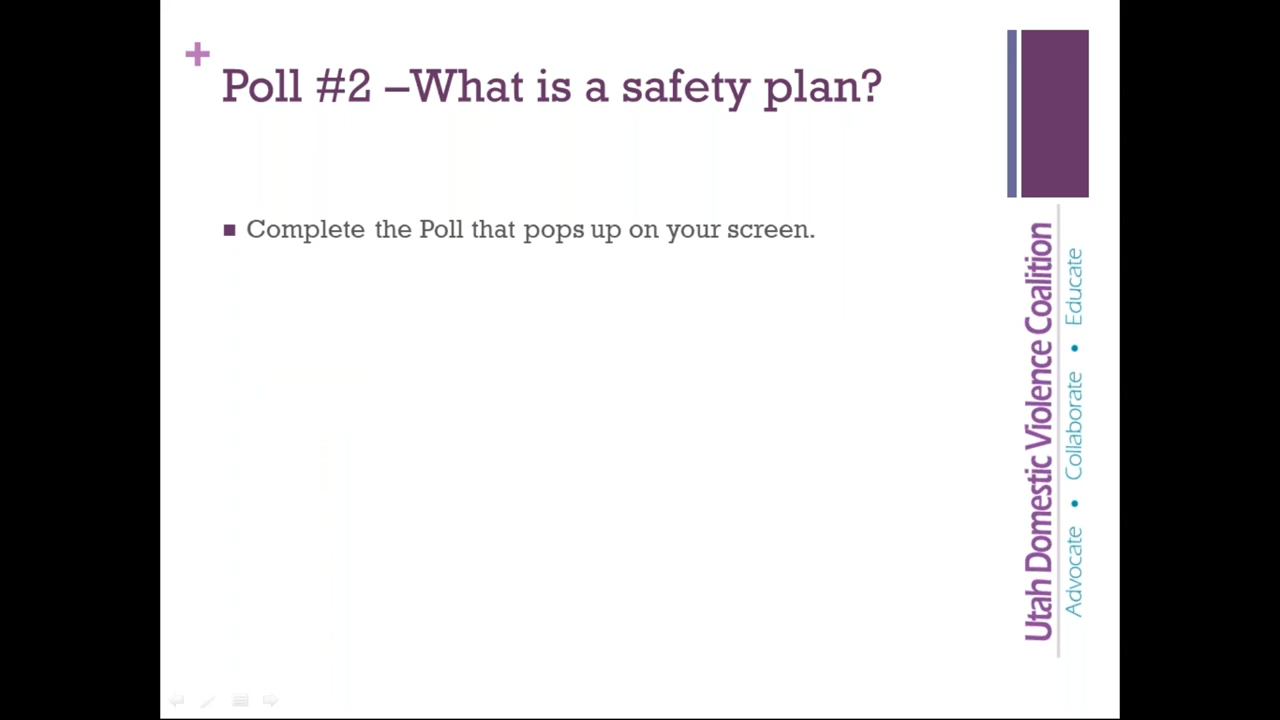 Poll #2 –What is a safety plan?
Complete the Poll that pops up on your screen.
Utah Domestic Violence Coalition
Advocate • Collaborate • Educate